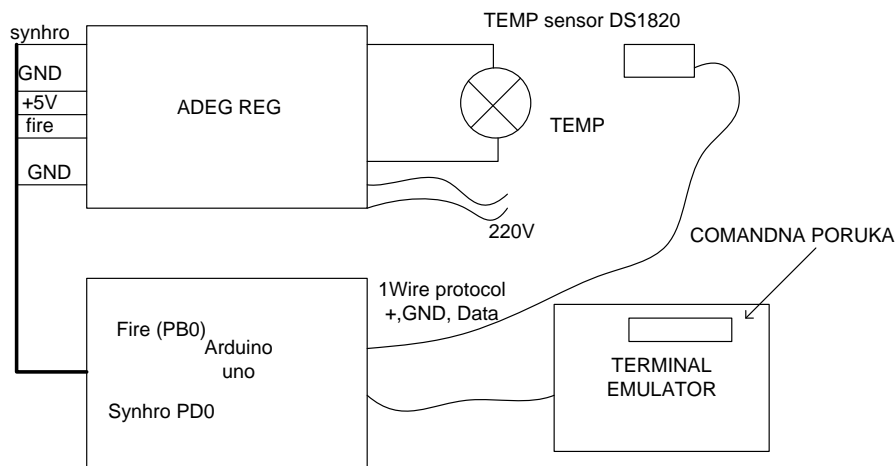 TEMP sensor DS1820
synhro
GND
+5V
fire
GND
ADEG REG
TEMP
220V
COMANDNA PORUKA
1Wire protocol
+,GND, Data
Fire (PB0)
Arduino
uno
Synhro PD0
TERMINAL
EMULATOR